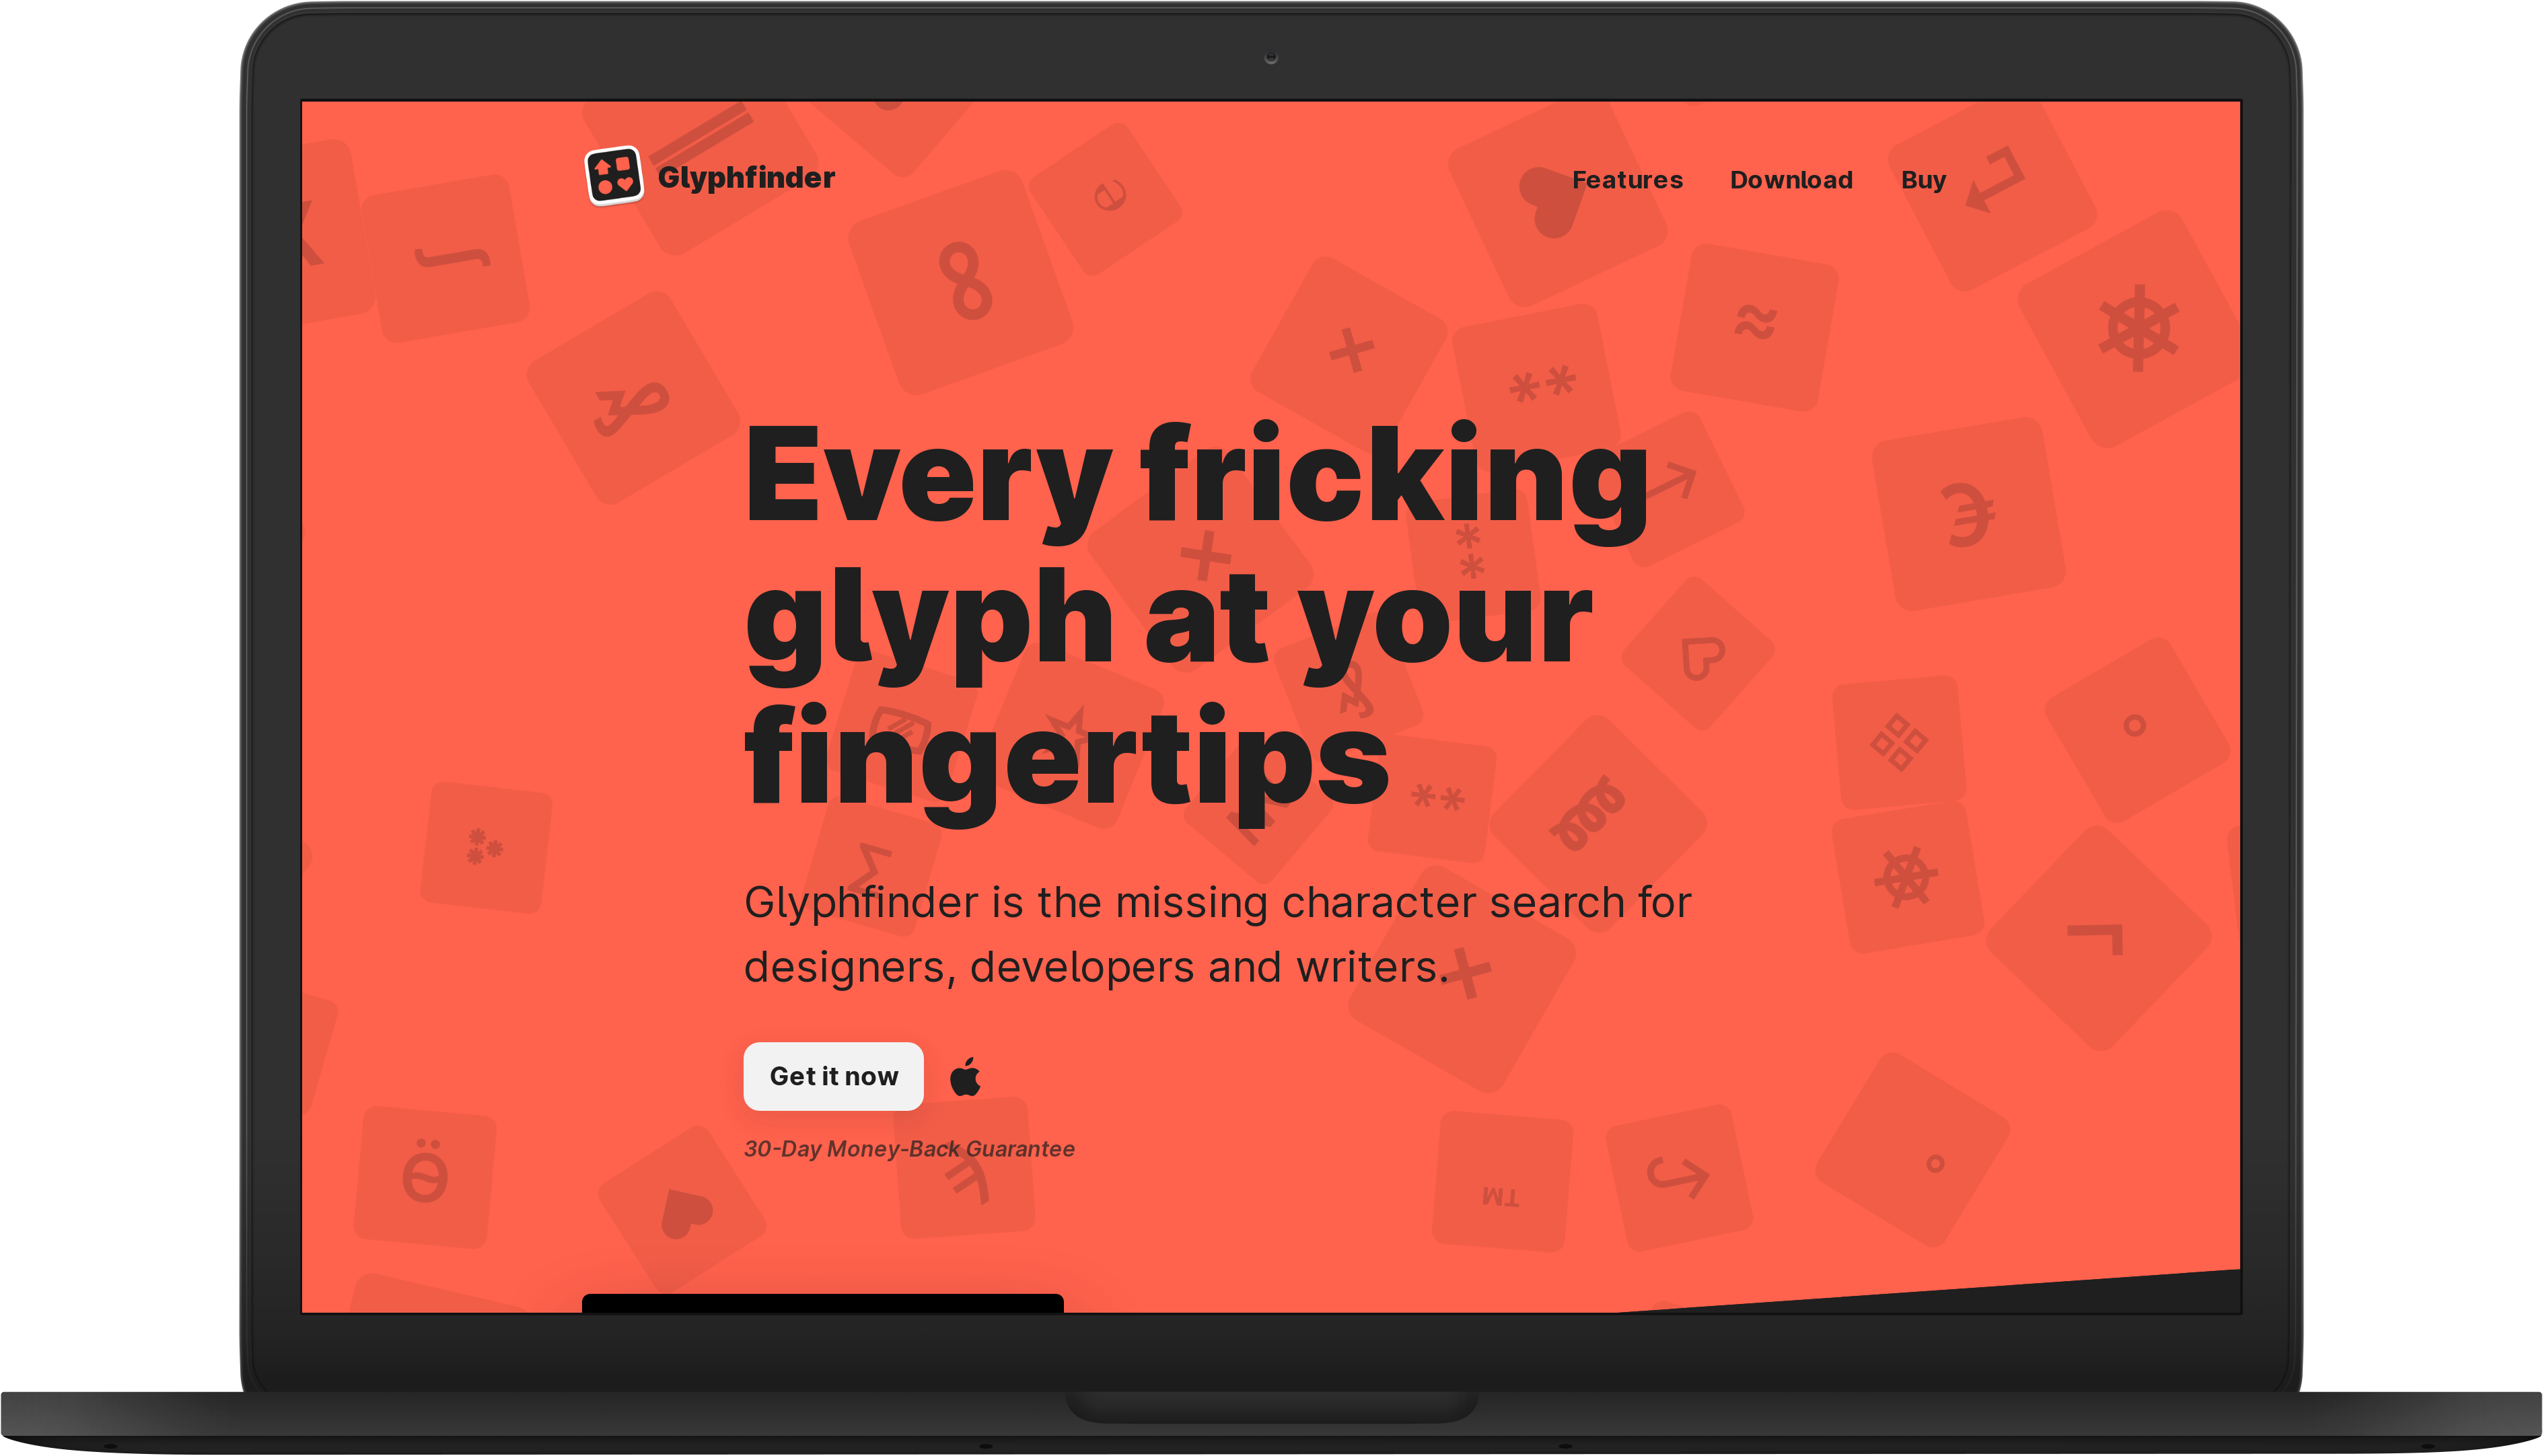 Glyphfinder
Features Download Buy
Every fricking
glyph at your
fingertips
Glyphfinder is the missing character search for
designers, developers and writers.
Get it now
30-Day Money-Back Guarantee